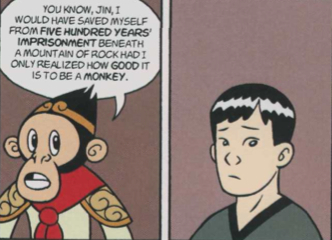 YOU KNOW, JIN, I
WOULD HAVE SAVED MYSELF
FROM FIVE HUNDRED YEARS'
IMPRISONMENT BENEATH
A MOUNTAIN OF ROCK HAD I
ONLY REALIZED HOW GOOD IT
IS TO BE A MONKEY.